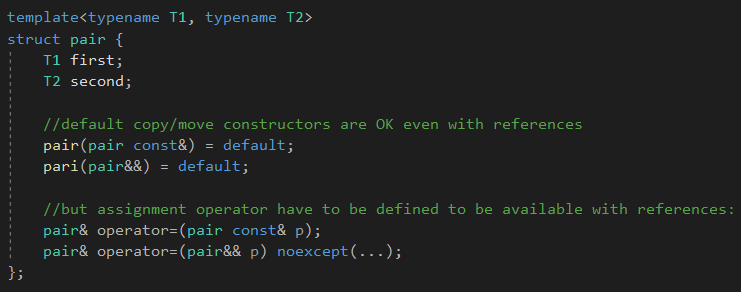 template<typename T1, typename T2>
struct pair {
T1 first;
T2 second;
//default copy/move constructors are OK even with references
pair(pair const&) = default;
pari(pair&&) = default;
//but assignment operator have to be defined to be available with references:
pair& operator=(pair const& p);
pair& operator=(pair&& p) noexcept(...);
};